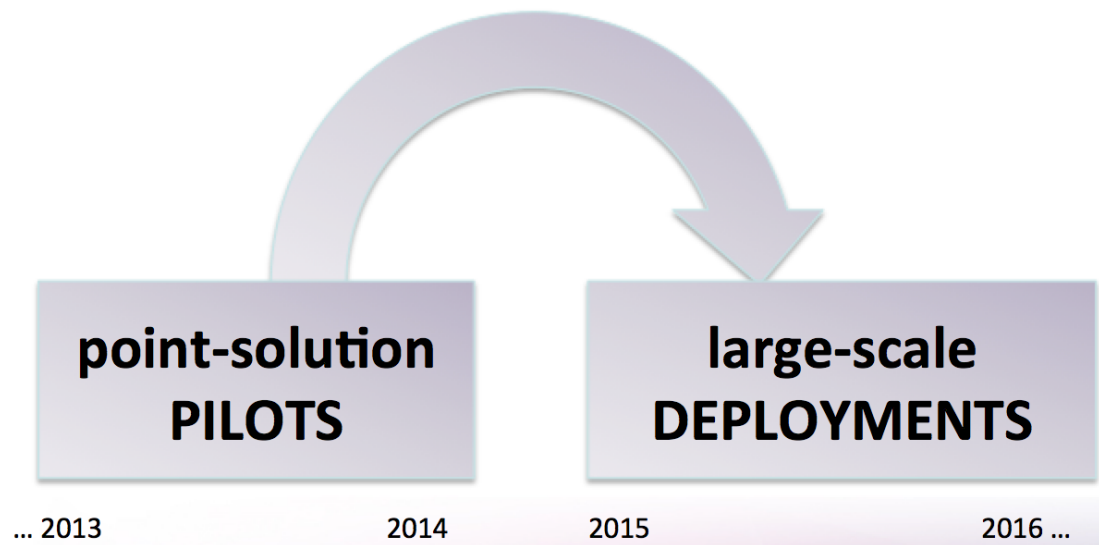 point-solution
PILOTS
large-scale
DEPLOYMENTS
... 2013 2014 2015 2016 ...